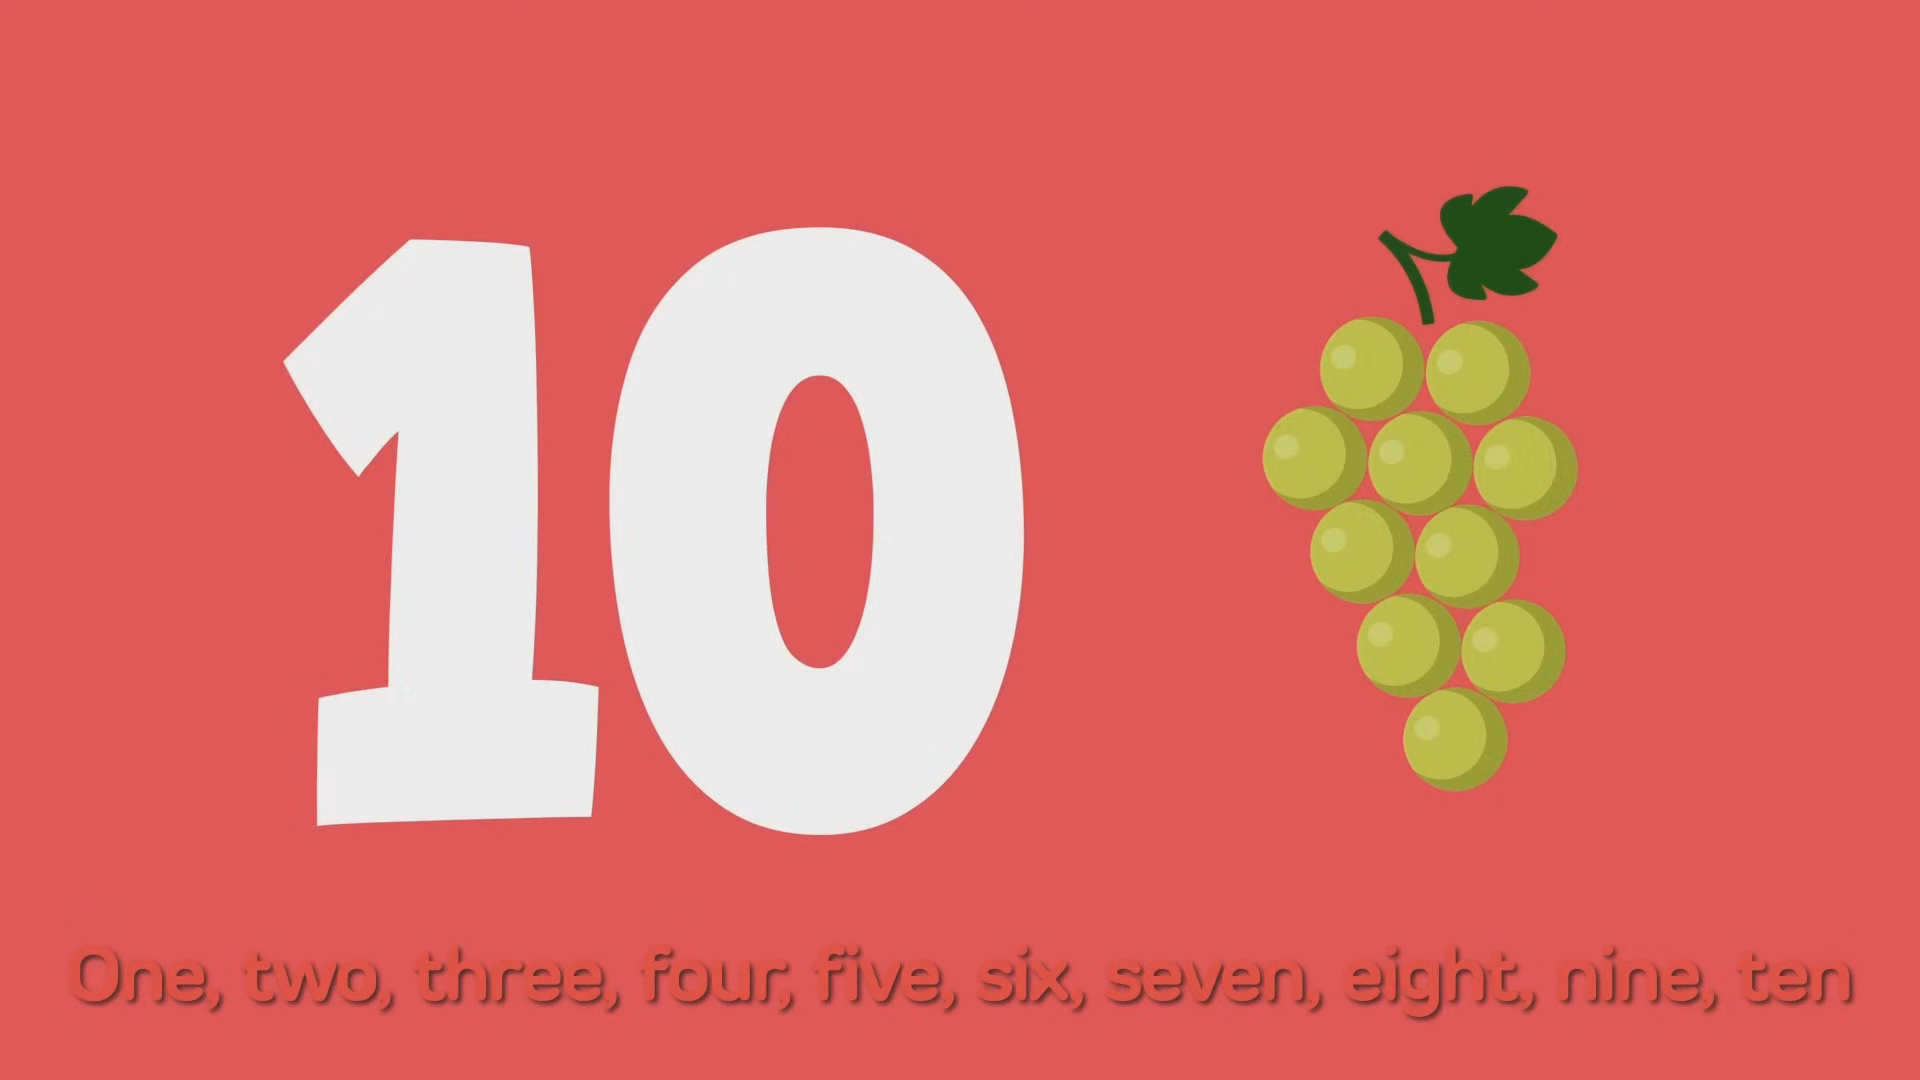 10
One, two, three, four, five, six, seven, eight, nine, ten